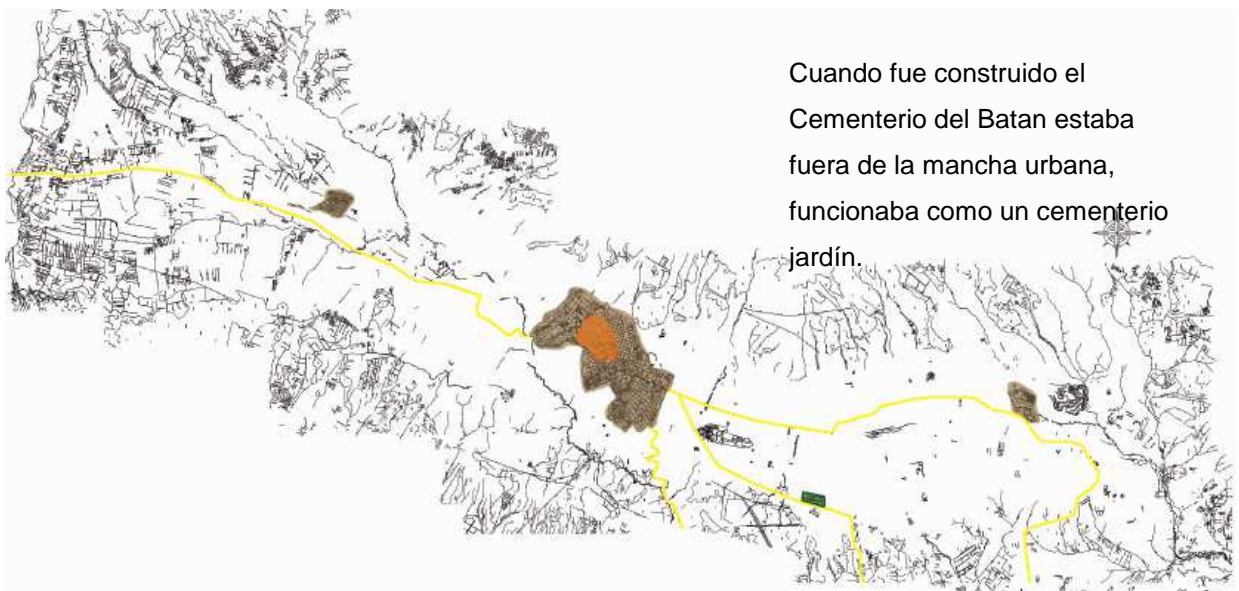 Cuando fue construido el
Cementerio del Batan estaba
fuera de la mancha urbana,
funcionaba como un cementerio
jardín.